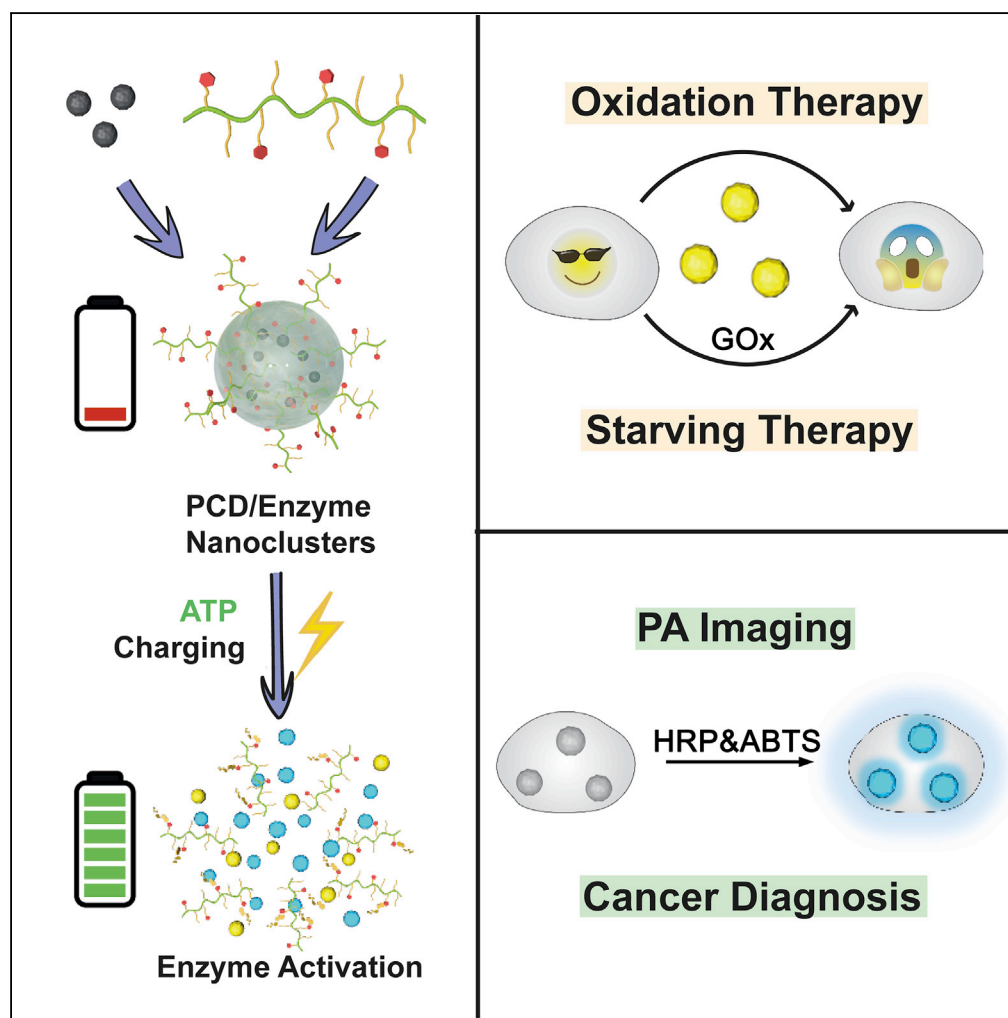 PCD/Enzyme
Nanoclusters
ATP
Charging
Enzyme Activation
Oxidation Therapy
GOx
Starving Therapy
PA Imaging
HRP&ABTS
Cancer Diagnosis